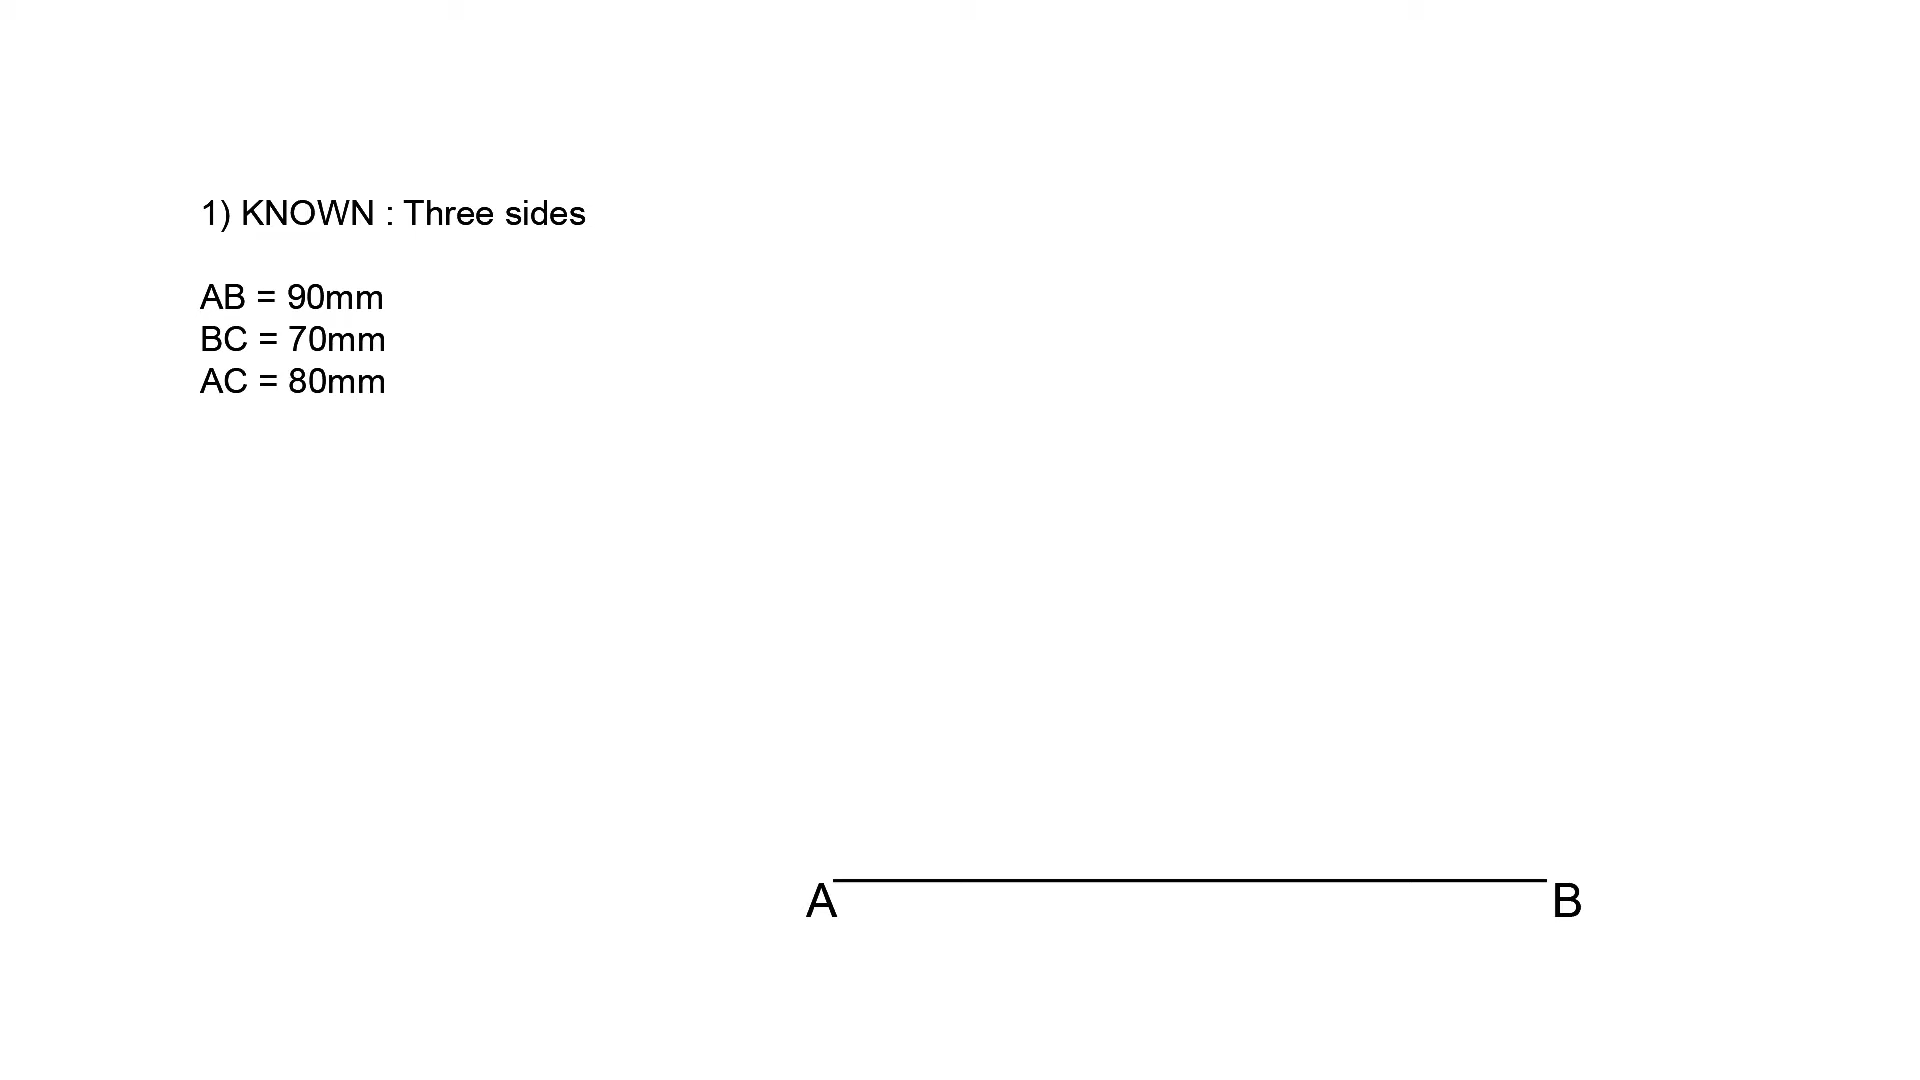 1) KNOWN : Three sides
AB = 90mm
BC = 70mm
AC = 80mm
A
B